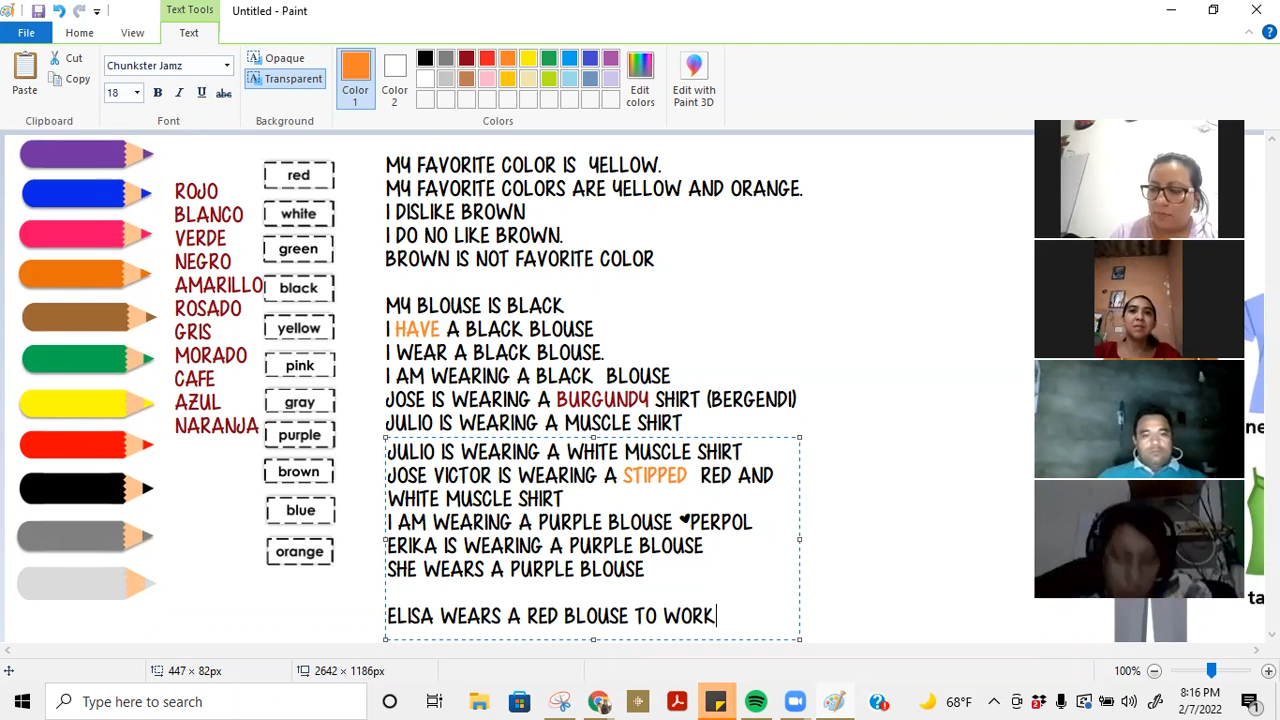 Text Tools
Untitled - Paint
File
Home
View
Text
Paste
Cut
Copy
Clipboard
Chunkster Jamz
18
B
I
U
abc
Font
Opaque
Transparent
Background
Color
1
Color
2
Edit
colors
Colors
Edit with
Paint 3D
ROJO
BLANCO
VERDE
NEGRO
AMARILLO
ROSADO
GRIS
MORADO
CAFE
AZUL
NARANJA
red
white
green
black
yellow
pink
gray
purple
brown
blue
orange
MY FAVORITE COLOR IS YELLOW.
MY FAVORITE COLORS ARE YELLOW AND ORANGE.
I DISLIKE BROWN
I DO NO LIKE BROWN.
BROWN IS NOT FAVORITE COLOR
MY BLOUSE IS BLACK
I HAVE A BLACK BLOUSE
I WEAR A BLACK BLOUSE.
I AM WEARING A BLACK BLOUSE
JOSE IS WEARING A BURGUNDY SHIRT (BERGENDI)
JULIO IS WEARING A MUSCLE SHIRT
JULIO IS WEARING A WHITE MUSCLE SHIRT
JOSE VICTOR IS WEARING A STIPPED RED AND
WHITE MUSCLE SHIRT
I AM WEARING A PURPLE BLOUSE ♥PERPOL
ERIKA IS WEARING A PURPLE BLOUSE
SHE WEARS A PURPLE BLOUSE
ELISA WEARS A RED BLOUSE TO WORK
ne
ta
447 × 82px
2642 × 1186px
100%
Type here to search
68°F
8:16 PM
2/7/2022
1